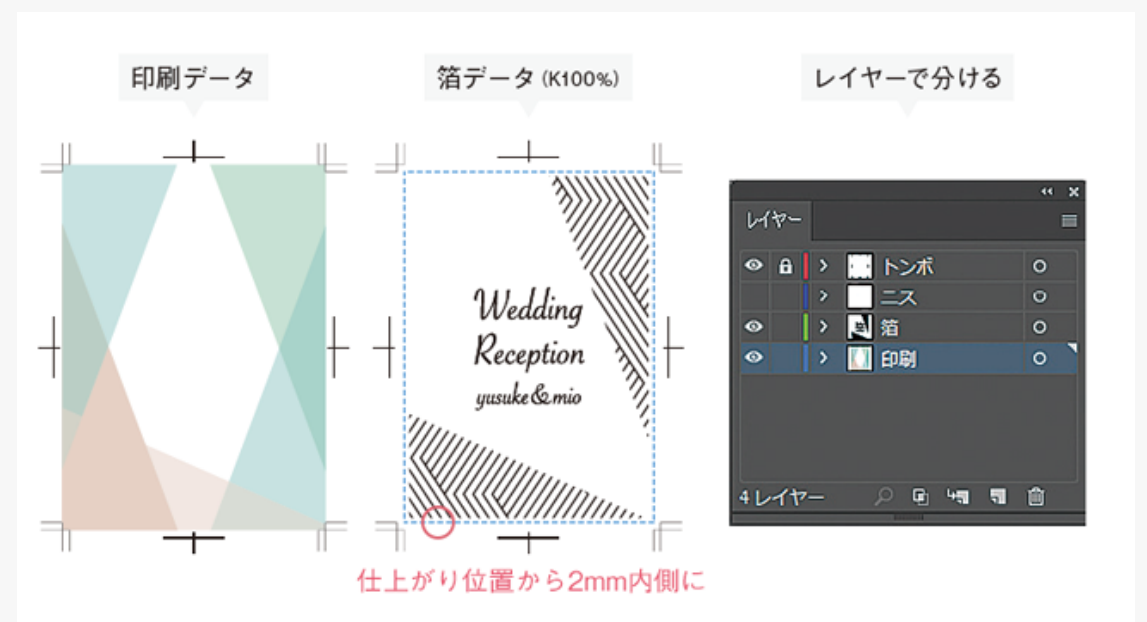 印刷データ
箔データ(K100%)
レイヤーで分ける
Wedding
Reception
yusuke&mio
仕上がり位置から2mm内側に
レイヤー
トンボ
ニス
箔
印刷
4レイヤー